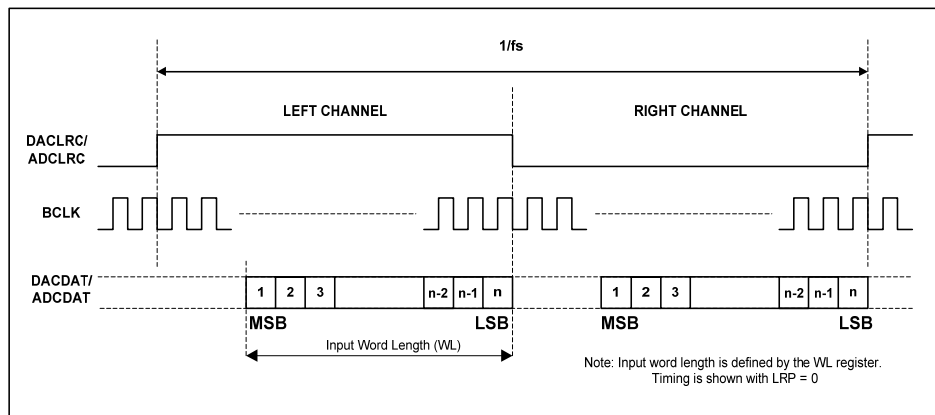 1/fs
LEFT CHANNEL
RIGHT CHANNEL
DACLRC/
ADCLRC
BCLK
DACDAT/
ADCDAT
1 2 3 n-2 n-1 n 1 2 3 n-2 n-1 n
MSB LSB MSB LSB
Input Word Length (WL)
Note: Input word length is defined by the WL register.
Timing is shown with LRP = 0